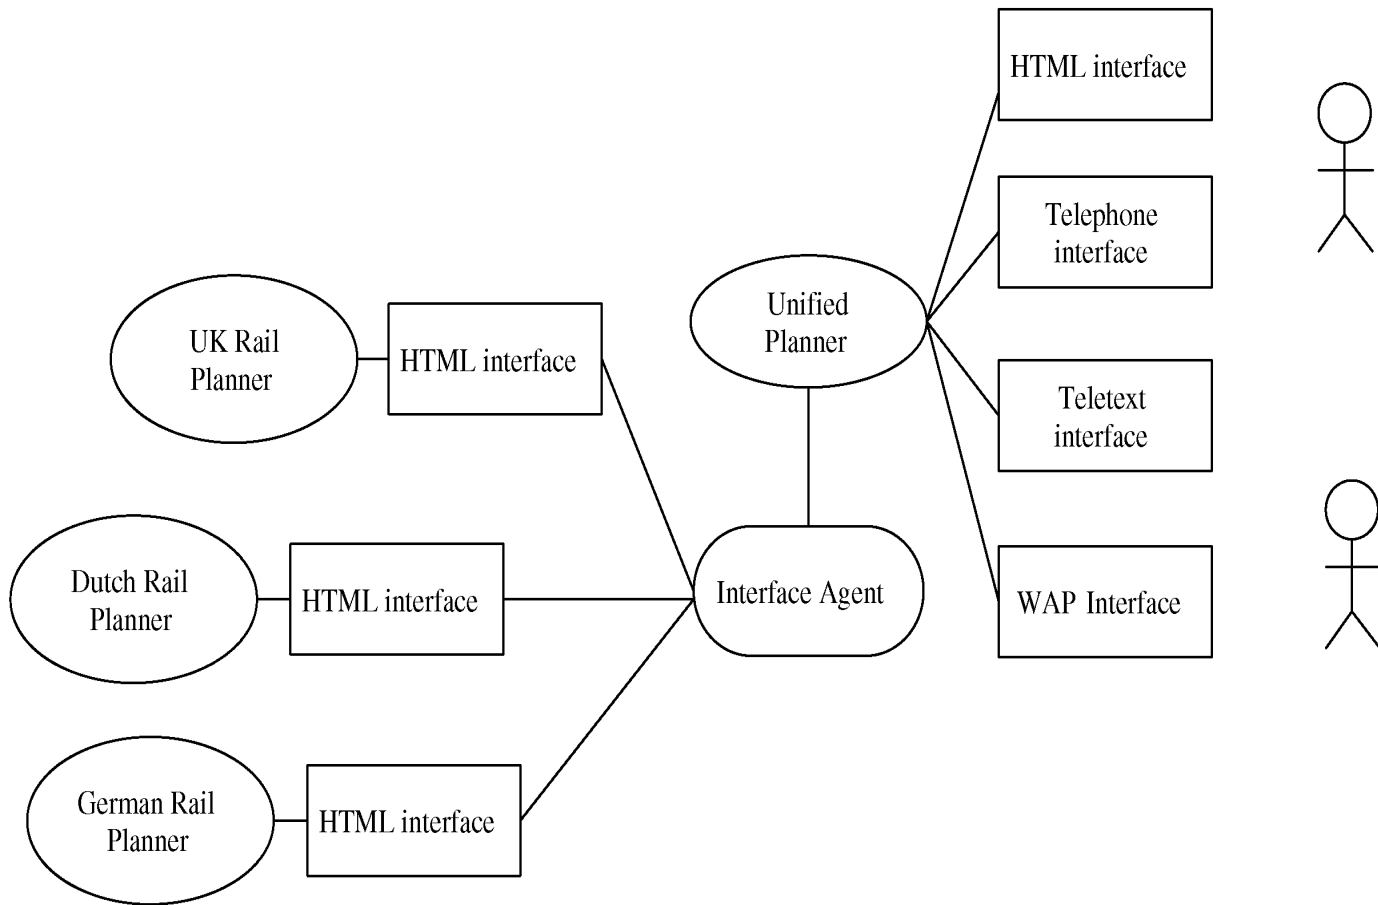 HTML interface
Telephone
interface
Unified
Planner
UK Rail
Planner
HTML interface
Teletext
interface
Dutch Rail
Planner
HTML interface
Interface Agent
WAP Interface
German Rail
Planner
HTML interface